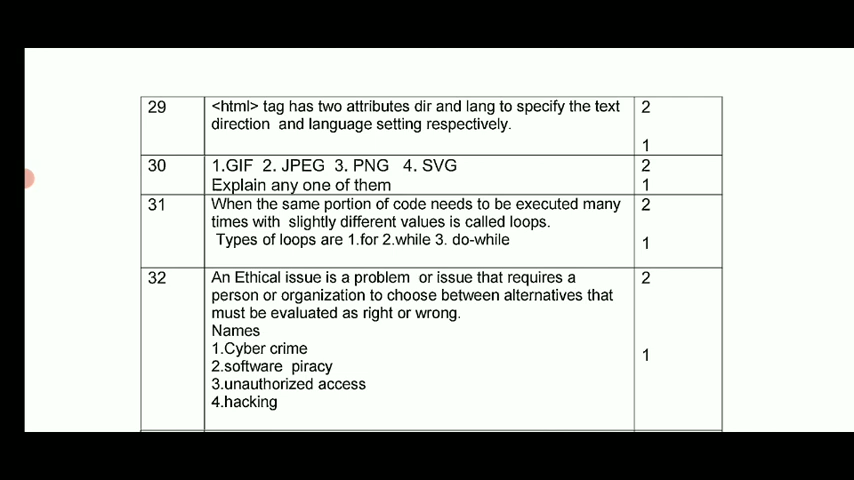 29 <html> tag has two attributes dir and lang to specify the text 2
direction and language setting respectively.
1
30 1.GIF 2. JPEG 3. PNG 4. SVG 2
Explain any one of them 1
31 When the same portion of code needs to be executed many 2
times with slightly different values is called loops.
Types of loops are 1.for 2.while 3. do-while 1
32 An Ethical issue is a problem or issue that requires a 2
person or organization to choose between alternatives that
must be evaluated as right or wrong.
Names
1.Cyber crime 1
2.software piracy
3.unauthorized access
4.hacking